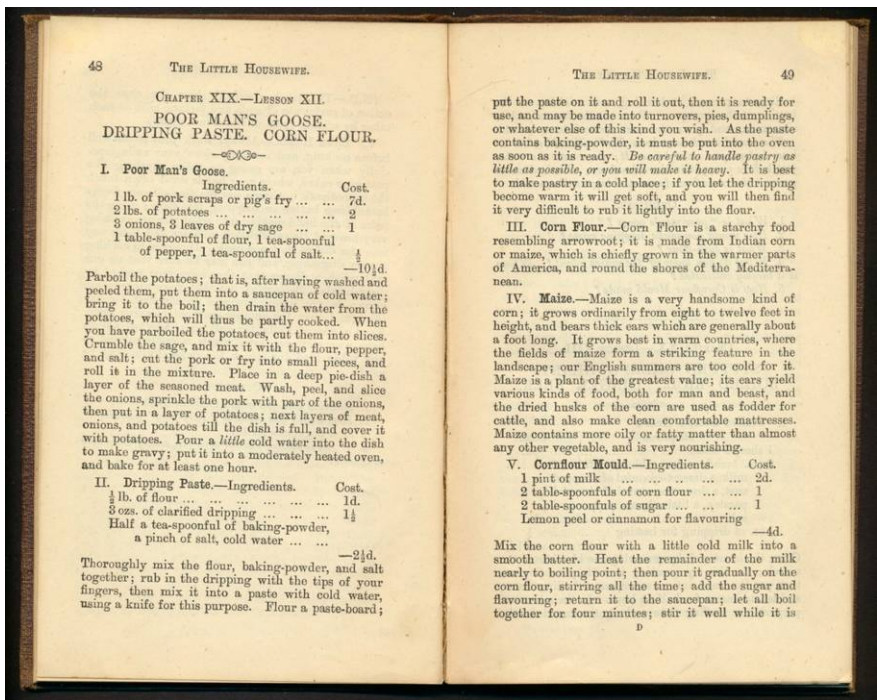 48 THE LITTLE HOUSEWIFE.
CHAPTER XIX.—LESSON XII.
POOR MAN'S GOOSE.
DRIPPING PASTE. CORN FLOUR.
I. Poor Man's Goose.
Ingredients. Cost.
1 lb. of pork scraps or pig's fry ... ... 7d.
2 lbs. of potatoes ... ... ... ... ... 2
3 onions, 3 leaves of dry sage ... ... 1
1 table-spoonful of flour, 1 tea-spoonful
of pepper, 1 tea-spoonful of salt... ½
—10½d.
Parboil the potatoes; that is, after having washed and
peeled them, put them into a saucepan of cold water;
bring it to the boil; then drain the water from the
potatoes, which will thus be partly cooked. When
you have parboiled the potatoes, cut them into slices.
Crumble the sage, and mix it with the flour, pepper,
and salt; cut the pork or fry into small pieces, and
roll it in the mixture. Place in a deep pie-dish a
layer of the seasoned meat. Wash, peel, and slice
the onions, sprinkle the pork with part of the onions,
then put in a layer of potatoes; next layers of meat,
onions, and potatoes till the dish is full, and cover it
with potatoes. Pour a little cold water into the dish
to make gravy; put it into a moderately heated oven,
and bake for at least one hour.
II. Dripping Paste.—Ingredients. Cost.
½ lb. of flour ... ... ... ... ... ... 1d.
3 ozs. of clarified dripping ... ... ... 1½
Half a tea-spoonful of baking-powder,
a pinch of salt, cold water ... ...
—2½d.
Thoroughly mix the flour, baking-powder, and salt
together; rub in the dripping with the tips of your
fingers, then mix it into a paste with cold water,
using a knife for this purpose. Flour a paste-board;
THE LITTLE HOUSEWIFE. 49
put the paste on it and roll it out, then it is ready for
use, and may be made into turnovers, pies, dumplings,
or whatever else of this kind you wish. As the paste
contains baking-powder, it must be put into the oven
as soon as it is ready. Be careful to handle pastry as
little as possible, or you will make it heavy. It is best
to make pastry in a cold place; if you let the dripping
become warm it will get soft, and you will then find
it very difficult to rub it lightly into the flour.
III. Corn Flour.—Corn Flour is a starchy food
resembling arrowroot; it is made from Indian corn
or maize, which is chiefly grown in the warmer parts
of America, and round the shores of the Mediterra-
nean.
IV. Maize.—Maize is a very handsome kind of
corn; it grows ordinarily from eight to twelve feet in
height, and bears thick ears which are generally about
a foot long. It grows best in warm countries, where
the fields of maize form a striking feature in the
landscape; our English summers are too cold for it.
Maize is a plant of the greatest value; its ears yield
various kinds of food, both for man and beast, and
the dried husks of the corn are used as fodder for
cattle, and also make clean comfortable mattresses.
Maize contains more oily or fatty matter than almost
any other vegetable, and is very nourishing.
V. Cornflour Mould.—Ingredients. Cost.
1 pint of milk ... ... .. ... ... 2d.
2 table-spoonfuls of corn flour ... ... 1
2 table-spoonfuls of sugar ... ... ... 1
Lemon peel or cinnamon for flavouring
—4d.
Mix the corn flour with a little cold milk into a
smooth batter. Heat the remainder of the milk
nearly to boiling point; then pour it gradually on the
corn flour, stirring all the time; add the sugar and
flavouring; return it to the saucepan; let all boil
together for four minutes; stir it well while it is
D